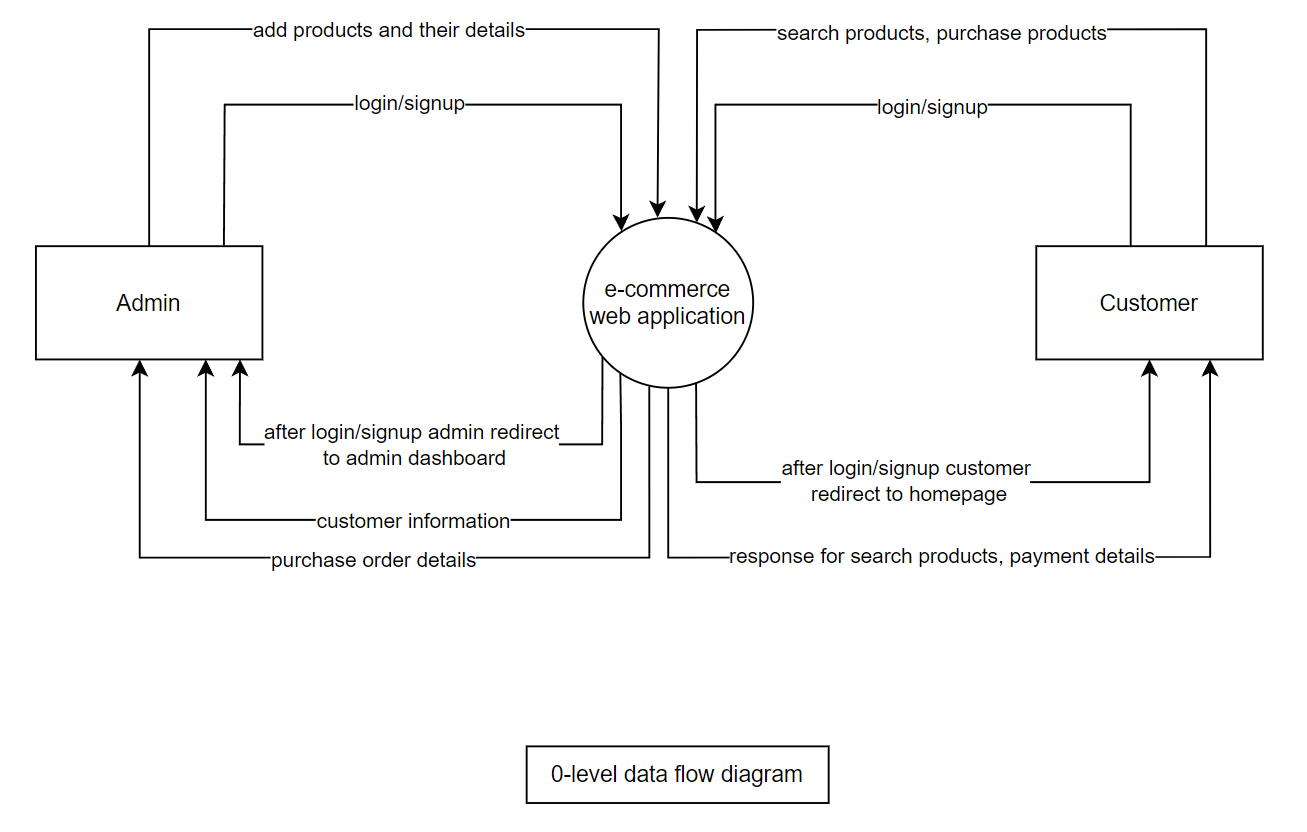 add products and their details
search products, purchase products
login/signup
login/signup
Admin
e-commerce
web application
Customer
after login/signup admin redirect
to admin dashboard
after login/signup customer
redirect to homepage
customer information
purchase order details
response for search products, payment details
0-level data flow diagram